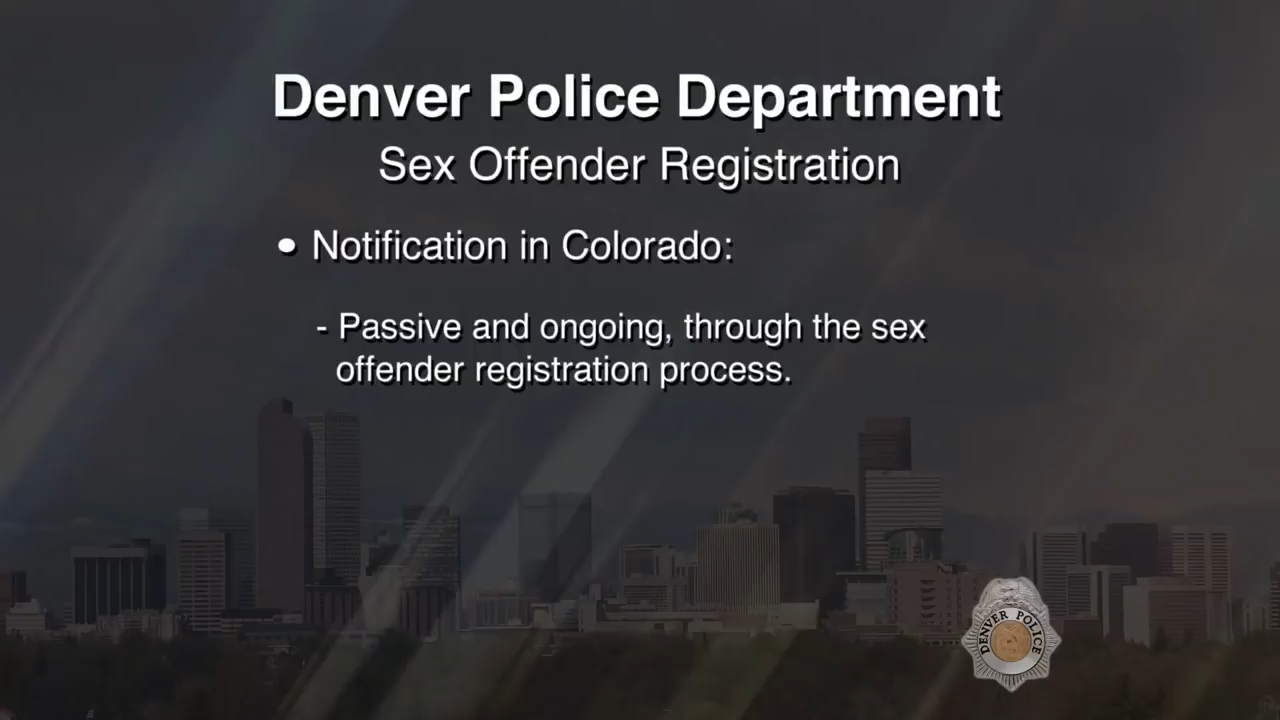 Denver Police Department
Sex Offender Registration
• Notification in Colorado:
- Passive and ongoing, through the sex
offender registration process.
DENVER POLICE